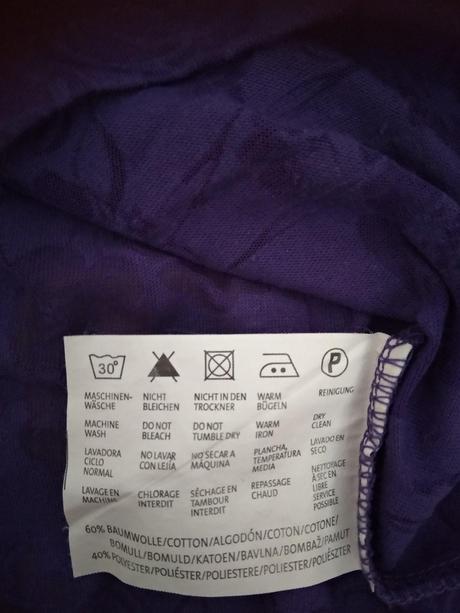 30°
P
MASCHINEN-
WÄSCHE
NICHT
BLEICHEN
NICHT IN DEN
TROCKNER
WARM
BÜGELN
REINIGUNG
MACHINE
WASH
DO NOT
BLEACH
DO NOT
TUMBLE DRY
WARM
IRON
DRY
CLEAN
LAVADORA
CICLO
NORMAL
NO LAVAR
CON LEJÍA
NO SECAR A
MÁQUINA
PLANCHA,
TEMPERATURA
MEDIA
LAVADO EN
SECO
LAVAGE EN
MACHINE
CHLORAGE
INTERDIT
SÉCHAGE EN
TAMBOUR
INTERDIT
REPASSAGE
CHAUD
NETTOYAGE
À SEC EN
LIBRE
SERVICE
POSSIBLE
60% BAUMWOLLE/COTTON/ALGODÓN/COTON/COTONE/
BOMULL/BOMULD/KATOEN/BAVLNA/BOMBAŽ/PAMUT
40% POLYESTER/POLIÉSTER/POLIESTERE/POLIÉSZTER